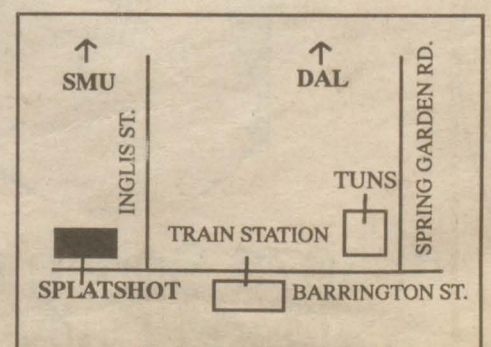 SMU
DAL
INGLIS ST.
SPRING GARDEN RD.
TUNS
TRAIN STATION
SPLATSHOT
BARRINGTON ST.